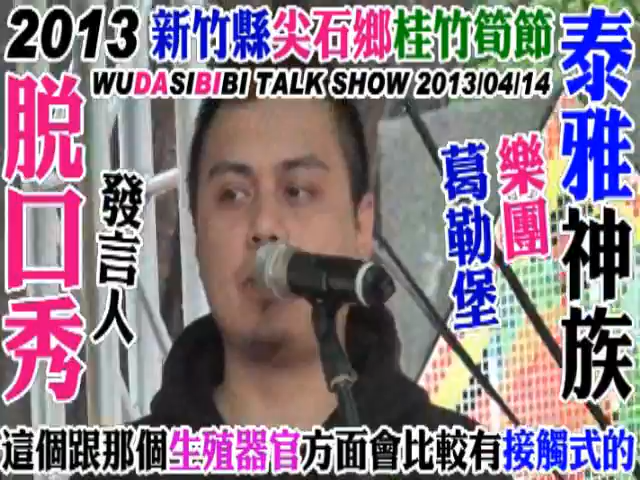 2013 新竹縣尖石鄉桂竹筍節
WUDASIBIBI TALK SHOW 2013/04/14
脫口秀
發言人
葛勒堡
樂團
泰雅神族
這個跟那個生殖器官方面會比較有接觸式的